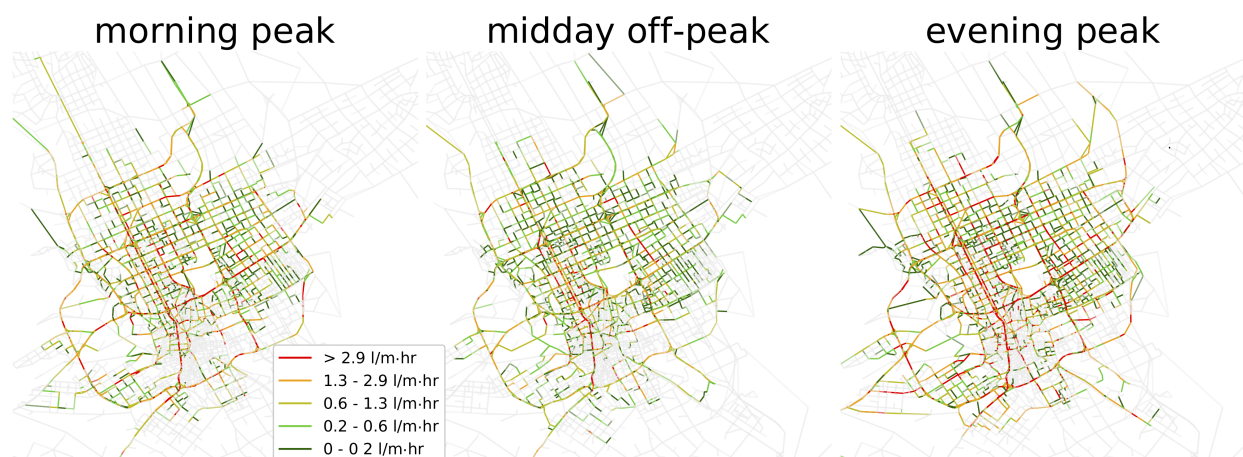 morning peak
midday off-peak
evening peak
> 2.9 l/m·hr
1.3 - 2.9 l/m·hr
0.6 - 1.3 l/m·hr
0.2 - 0.6 l/m·hr
0 - 0 2 l/m·hr